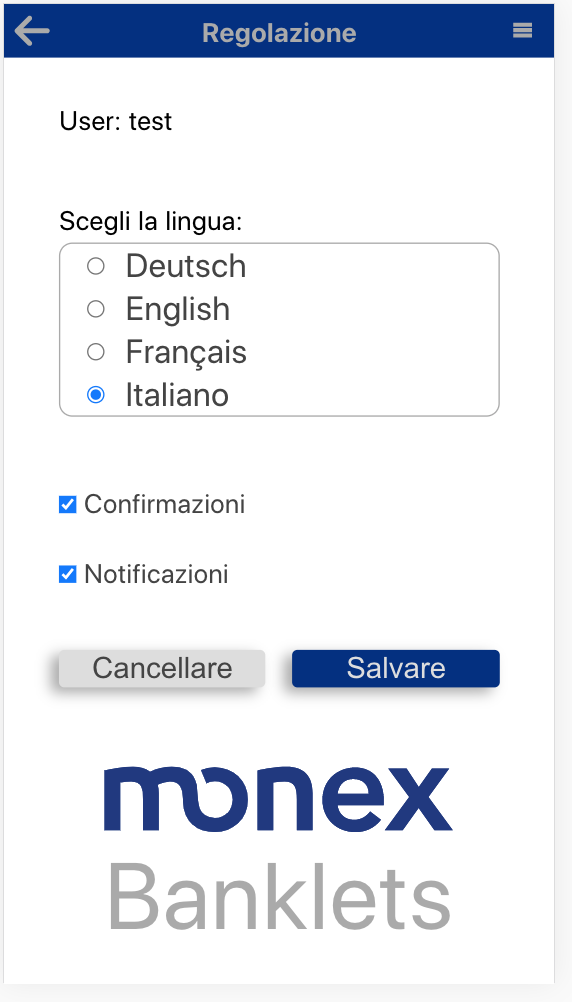 Regolazione
User: test
Scegli la lingua:
Deutsch
English
Français
Italiano
Confirmazioni
Notificazioni
Cancellare Salvare
monex
Banklets